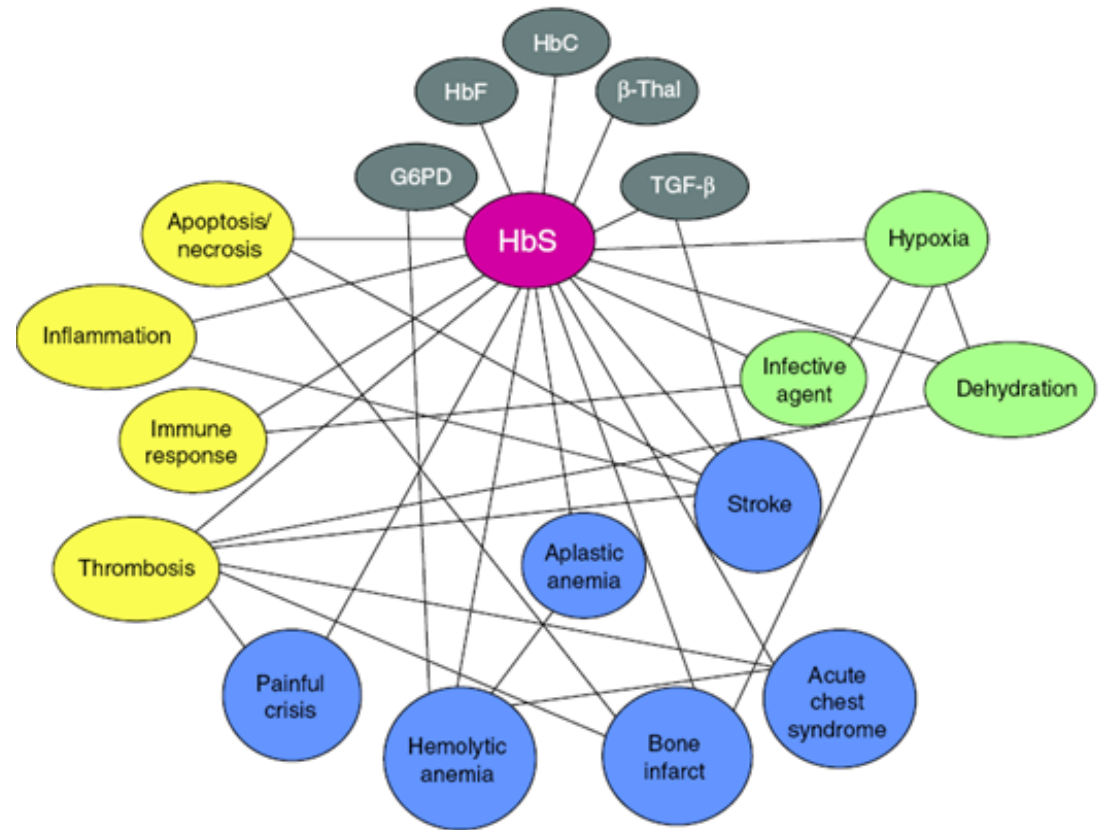 HbC
HbF
β-Thal
G6PD
TGF-β
HbS
Apoptosis/
necrosis
Hypoxia
Inflammation
Infective
agent
Dehydration
Immune
response
Stroke
Aplastic
anemia
Thrombosis
Painful
crisis
Acute
chest
syndrome
Hemolytic
anemia
Bone
infarct